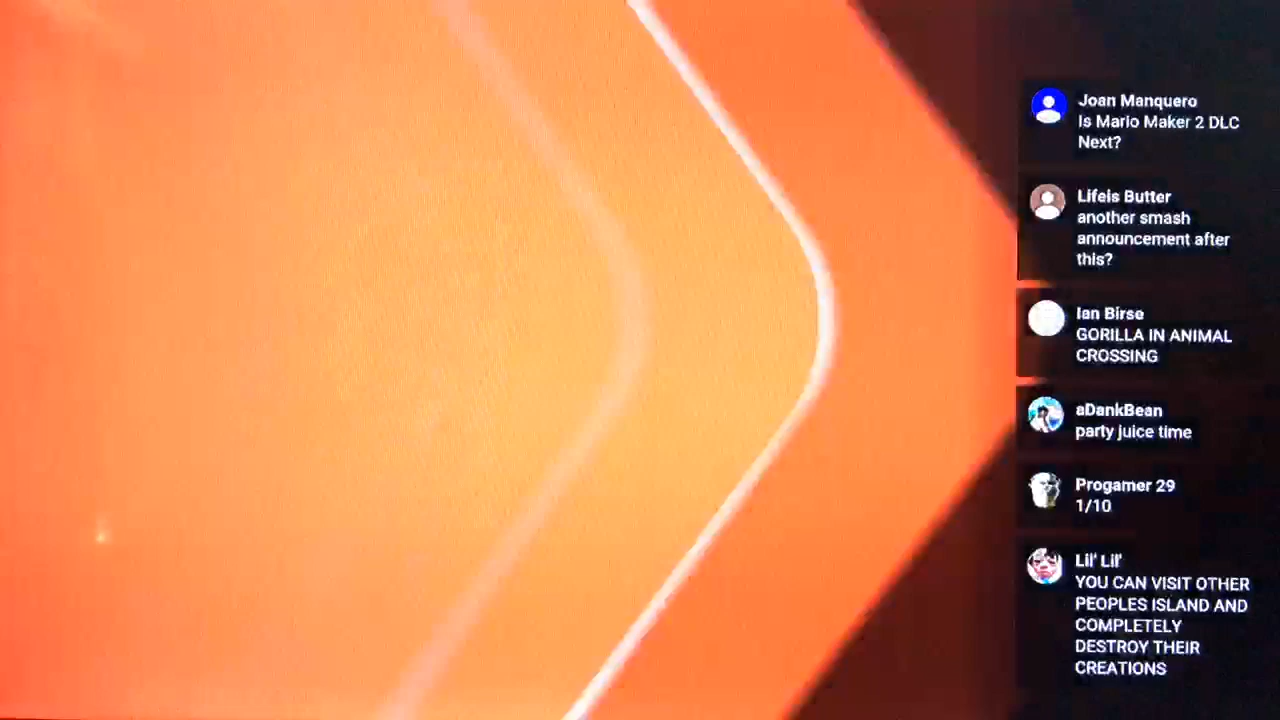 Joan Manquero
Is Mario Maker 2 DLC
Next?
Lifeis Butter
another smash
announcement after
this?
Ian Birse
GORILLA IN ANIMAL
CROSSING
aDankBean
party juice time
Progamer 29
1/10
Lil' Lil'
YOU CAN VISIT OTHER
PEOPLES ISLAND AND
COMPLETELY
DESTROY THEIR
CREATIONS